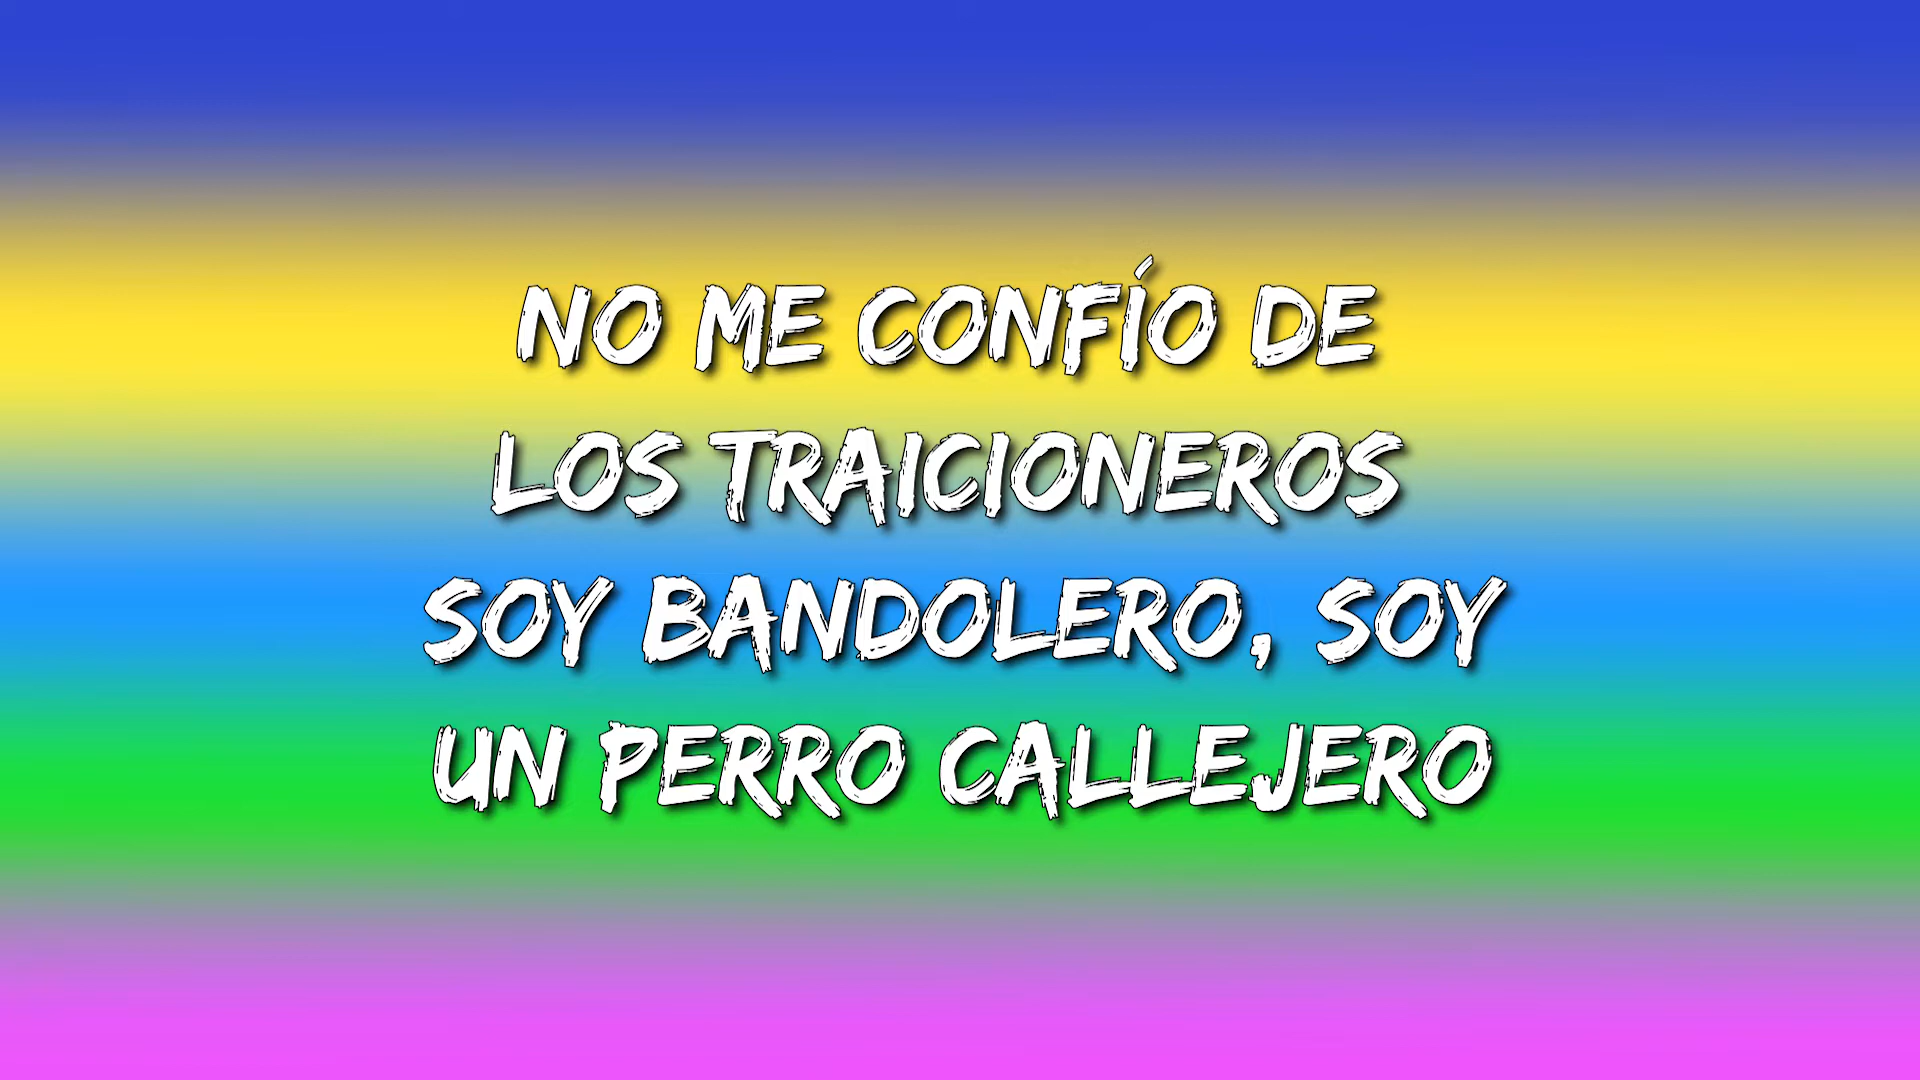 NO ME CONFÍO DE
LOS TRAICIONEROS
SOY BANDOLERO, SOY
UN PERRO CALLEJERO